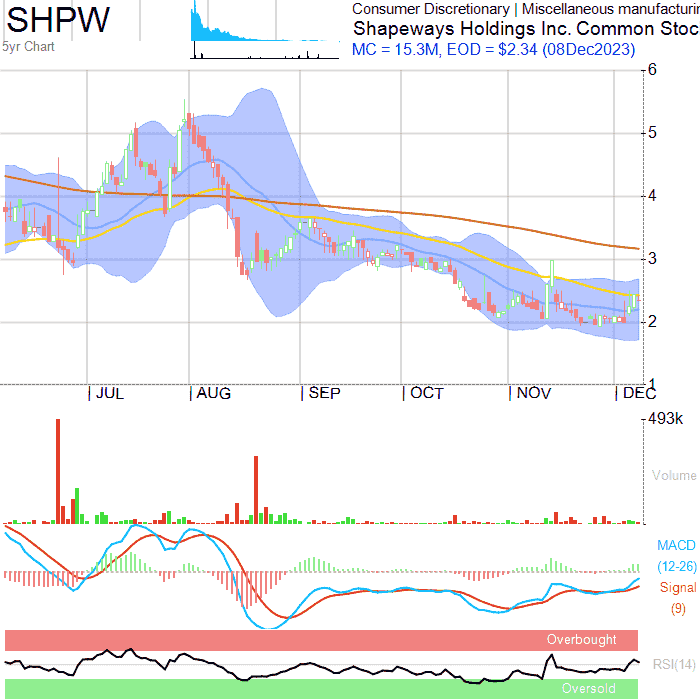 SHPW
5yr Chart
Consumer Discretionary | Miscellaneous manufacturin
Shapeways Holdings Inc. Common Stoc
MC = 15.3M, EOD = $2.34 (08Dec2023)
6
5
4
3
2
1
JUL AUG SEP OCT NOV DEC
493k
Volume
MACD
(12-26)
Signal
(9)
Overbought
RSI(14)
Oversold